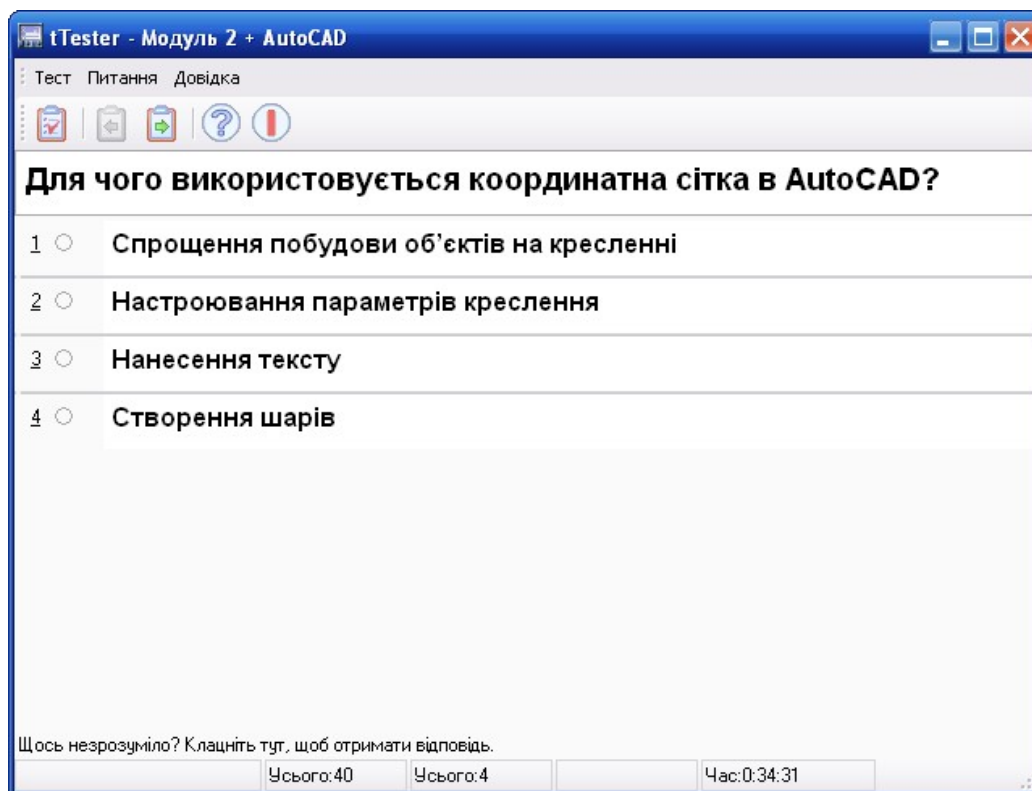 tTester - Модуль 2 + AutoCAD
Тест Питання Довідка
Для чого використовується координатна сітка в AutoCAD?
1 Спрощення побудови об’єктів на кресленні
2 Настроювання параметрів креслення
3 Нанесення тексту
4 Створення шарів
Щось незрозуміло? Клацніть тут, щоб отримати відповідь.
Усього:40 Усього:4 Час:0:34:31